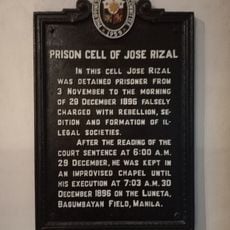 PRISON CELL OF JOSE RIZAL
IN THIS CELL JOSE RIZAL
WAS DETAINED PRISONER FROM
3 NOVEMBER TO THE MORNING
OF 29 DECEMBER 1896 FALSELY
CHARGED WITH REBELLION, SE-
DITION AND FORMATION OF IL-
LEGAL SOCIETIES.
AFTER THE READING OF THE
COURT SENTENCE AT 6:00 A.M.
29 DECEMBER, HE WAS KEPT IN
AN IMPROVISED CHAPEL UNTIL
HIS EXECUTION AT 7:03 A.M. 30
DECEMBER 1896 ON THE LUNETA,
BAGUMBAYAN FIELD, MANILA.